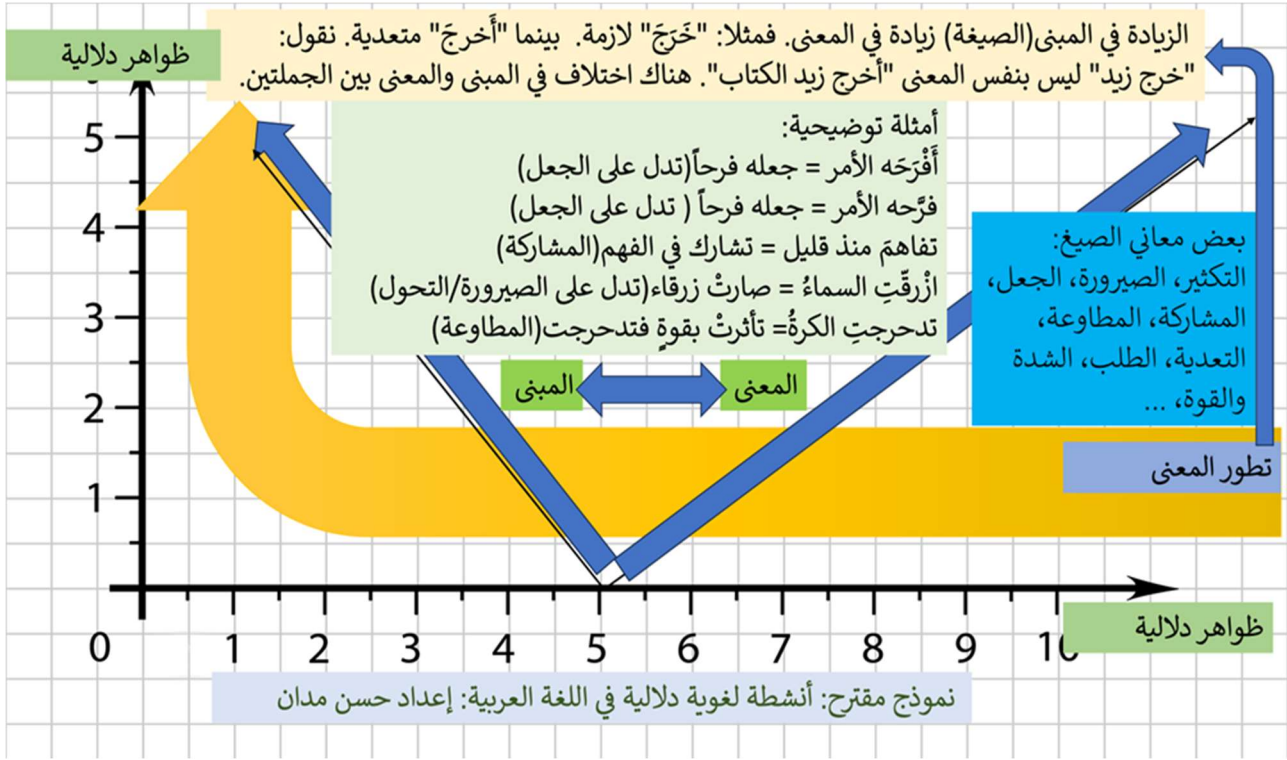 ظواهر دلالية
الزيادة في المبنى(الصيغة) زيادة في المعنى. فمثلا: "خَرَجَ" لازمة. بينما "أَخرجَ" متعدية. نقول:
"خرج زيد" ليس بنفس المعنى "أخرج زيد الكتاب". هناك اختلاف في المبنى والمعنى بين الجملتين.
أمثلة توضيحية:
أَفْرَحَه الأمر = جعله فرحاً(تدل على الجعل)
فرَّحه الأمر = جعله فرحاً ( تدل على الجعل)
تفاهمَ منذ قليل = تشارك في الفهم(المشاركة)
ازْرقّتِ السماءُ = صارتْ زرقاء(تدل على الصيرورة/التحول)
تدحرجتِ الكرةُ= تأثرتْ بقوةٍ فتدحرجت(المطاوعة)
بعض معاني الصيغ:
التكثير، الصيرورة، الجعل،
المشاركة، المطاوعة،
التعدية، الطلب، الشدة
والقوة، ...
المعنى
المبنى
تطور المعنى
5
4
3
2
1
0 1 2 3 4 5 6 7 8 9 10
ظواهر دلالية
نموذج مقترح: أنشطة لغوية دلالية في اللغة العربية: إعداد حسن مدان